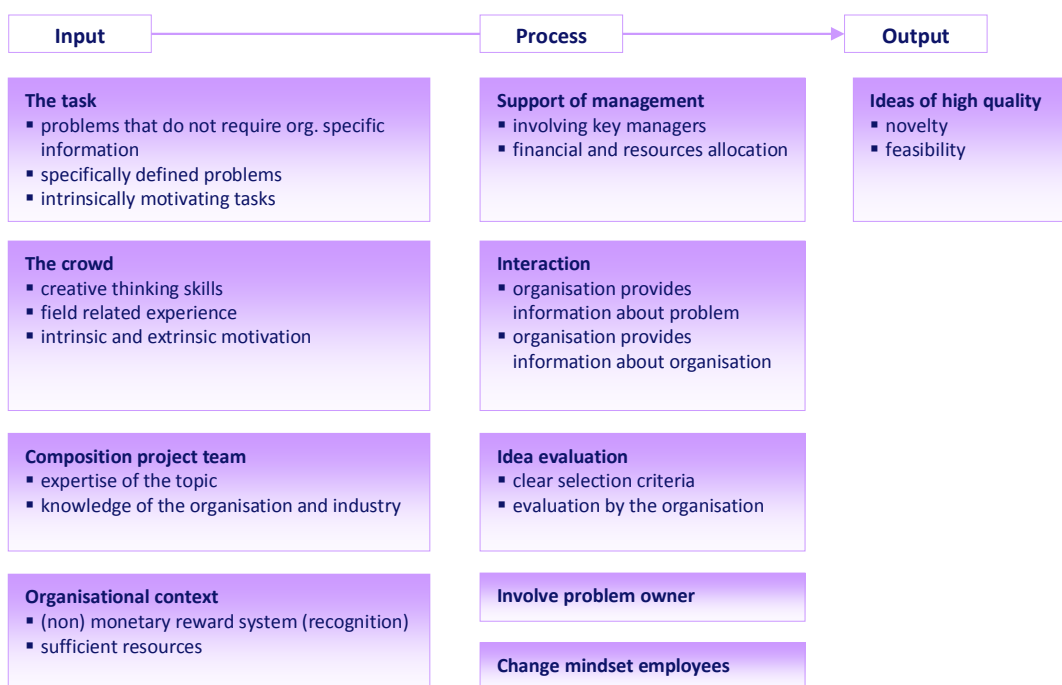 Input
Process
Output
The task
▪ problems that do not require org. specific
information
▪ specifically defined problems
▪ intrinsically motivating tasks
The crowd
▪ creative thinking skills
▪ field related experience
▪ intrinsic and extrinsic motivation
Composition project team
▪ expertise of the topic
▪ knowledge of the organisation and industry
Organisational context
▪ (non) monetary reward system (recognition)
▪ sufficient resources
Support of management
▪ involving key managers
▪ financial and resources allocation
Interaction
▪ organisation provides
information about problem
▪ organisation provides
information about organisation
Idea evaluation
▪ clear selection criteria
▪ evaluation by the organisation
Involve problem owner
Change mindset employees
Ideas of high quality
▪ novelty
▪ feasibility